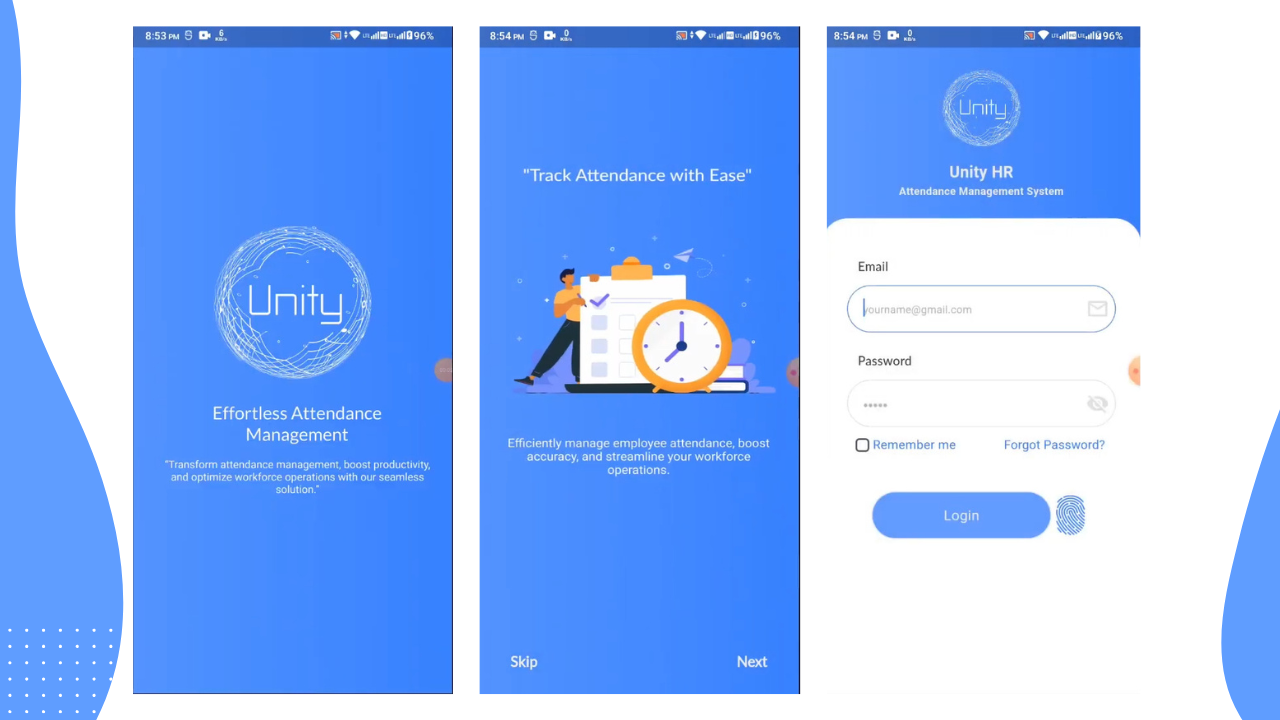 8:53 PM
6
KB/s
96%
Unity
Effortless Attendance
Management
"Transform attendance management, boost productivity,
and optimize workforce operations with our seamless
solution."
8:54 PM
0
KB/s
96%
"Track Attendance with Ease"
Efficiently manage employee attendance, boost
accuracy, and streamline your workforce
operations.
Skip
Next
8:54 PM
0
KB/s
96%
Unity
Unity HR
Attendance Management System
Email
yourname@gmail.com
Password
Remember me
Forgot Password?
Login